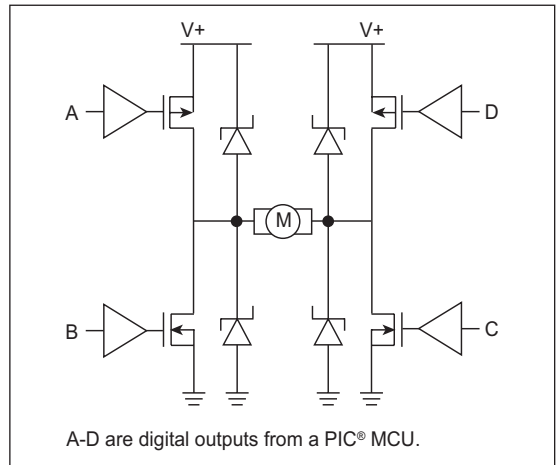 V+ V+
A D
M
B C
A-D are digital outputs from a PIC® MCU.